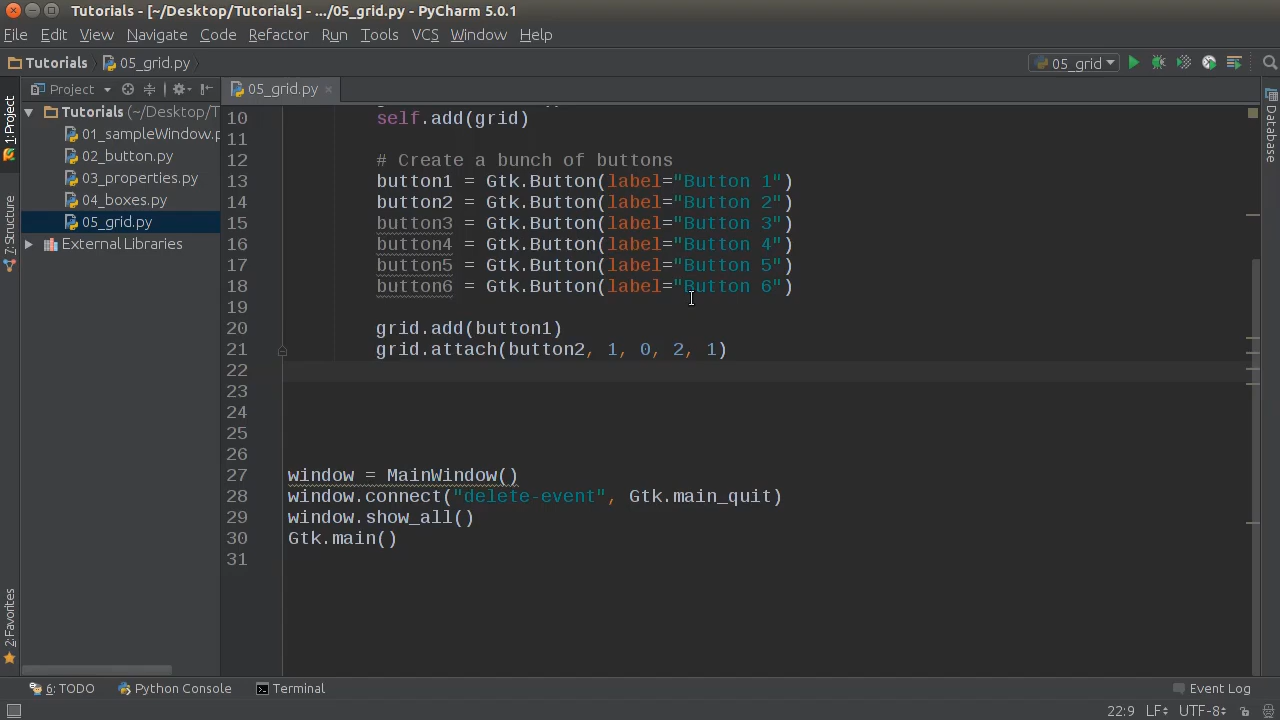 Tutorials - [~/Desktop/Tutorials] - .../05_grid.py - PyCharm 5.0.1
File Edit View Navigate Code Refactor Run Tools VCS Window Help
Tutorials 05_grid.py 05_grid
1: Project
7: Structure
2: Favorites
Project
Tutorials (~/Desktop/T
01_sampleWindow.p
02_button.py
03_properties.py
04_boxes.py
05_grid.py
External Libraries
05_grid.py
10 self.add(grid)
11
12 # Create a bunch of buttons
13 button1 = Gtk.Button(label="Button 1")
14 button2 = Gtk.Button(label="Button 2")
15 button3 = Gtk.Button(label="Button 3")
16 button4 = Gtk.Button(label="Button 4")
17 button5 = Gtk.Button(label="Button 5")
18 button6 = Gtk.Button(label="Button 6")
19
20 grid.add(button1)
21 grid.attach(button2, 1, 0, 2, 1)
22
23
24
25
26
27 window = MainWindow()
28 window.connect("delete-event", Gtk.main_quit)
29 window.show_all()
30 Gtk.main()
31
Database
6: TODO Python Console Terminal Event Log
22:9 LF UTF-8